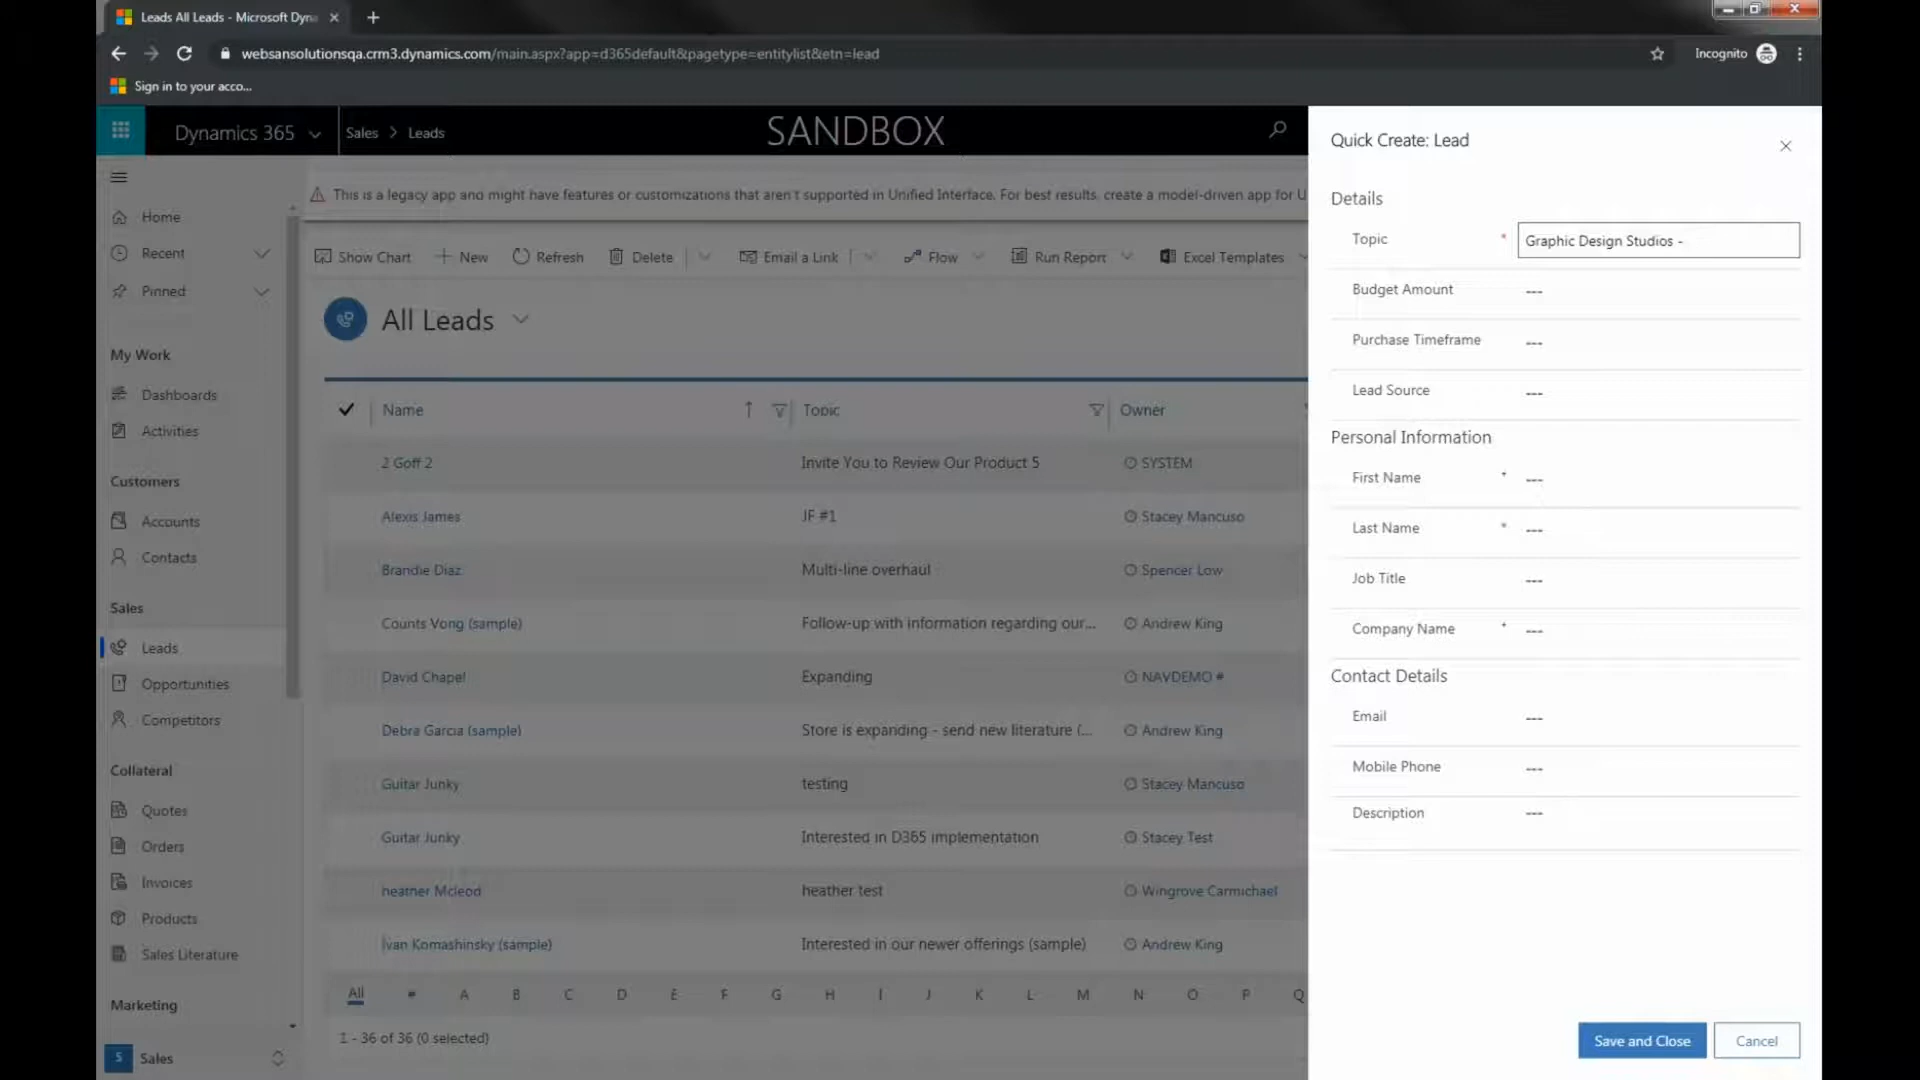 Leads All Leads - Microsoft Dyna
websansolutionsqa.crm3.dynamics.com/main.aspx?app=d365default&pagetype=entitylist&etn=lead
Incognito
Sign in to your acco...
Dynamics 365
Sales > Leads
SANDBOX
This is a legacy app and might have features or customizations that aren't supported in Unified Interface. For best results, create a model-driven app for U
Show Chart
New
Refresh
Delete
Email a Link
Flow
Run Report
Excel Templates
Home
Recent
Pinned
My Work
Dashboards
Activities
Customers
Accounts
Contacts
Sales
Leads
Opportunities
Competitors
Collateral
Quotes
Orders
Invoices
Products
Sales Literature
Marketing
S Sales
All Leads
Name Topic Owner
2 Goff 2 Invite You to Review Our Product 5 SYSTEM
Alexis James JF #1 Stacey Mancuso
Brandie Diaz Multi-line overhaul Spencer Low
Counts Vong (sample) Follow-up with information regarding our... Andrew King
David Chapel Expanding NAVDEMO #
Debra Garcia (sample) Store is expanding - send new literature (... Andrew King
Guitar Junky testing Stacey Mancuso
Guitar Junky Interested in D365 implementation Stacey Test
heather Mcleod heather test Wingrove Carmichael
Ivan Komashinsky (sample) Interested in our newer offerings (sample) Andrew King
All # A B C D E F G H I J K L M N O P Q
1 - 36 of 36 (0 selected)
Quick Create: Lead
Details
Topic * Graphic Design Studios -
Budget Amount ---
Purchase Timeframe ---
Lead Source ---
Personal Information
First Name + ---
Last Name * ---
Job Title ---
Company Name + ---
Contact Details
Email ---
Mobile Phone ---
Description ---
Save and Close
Cancel